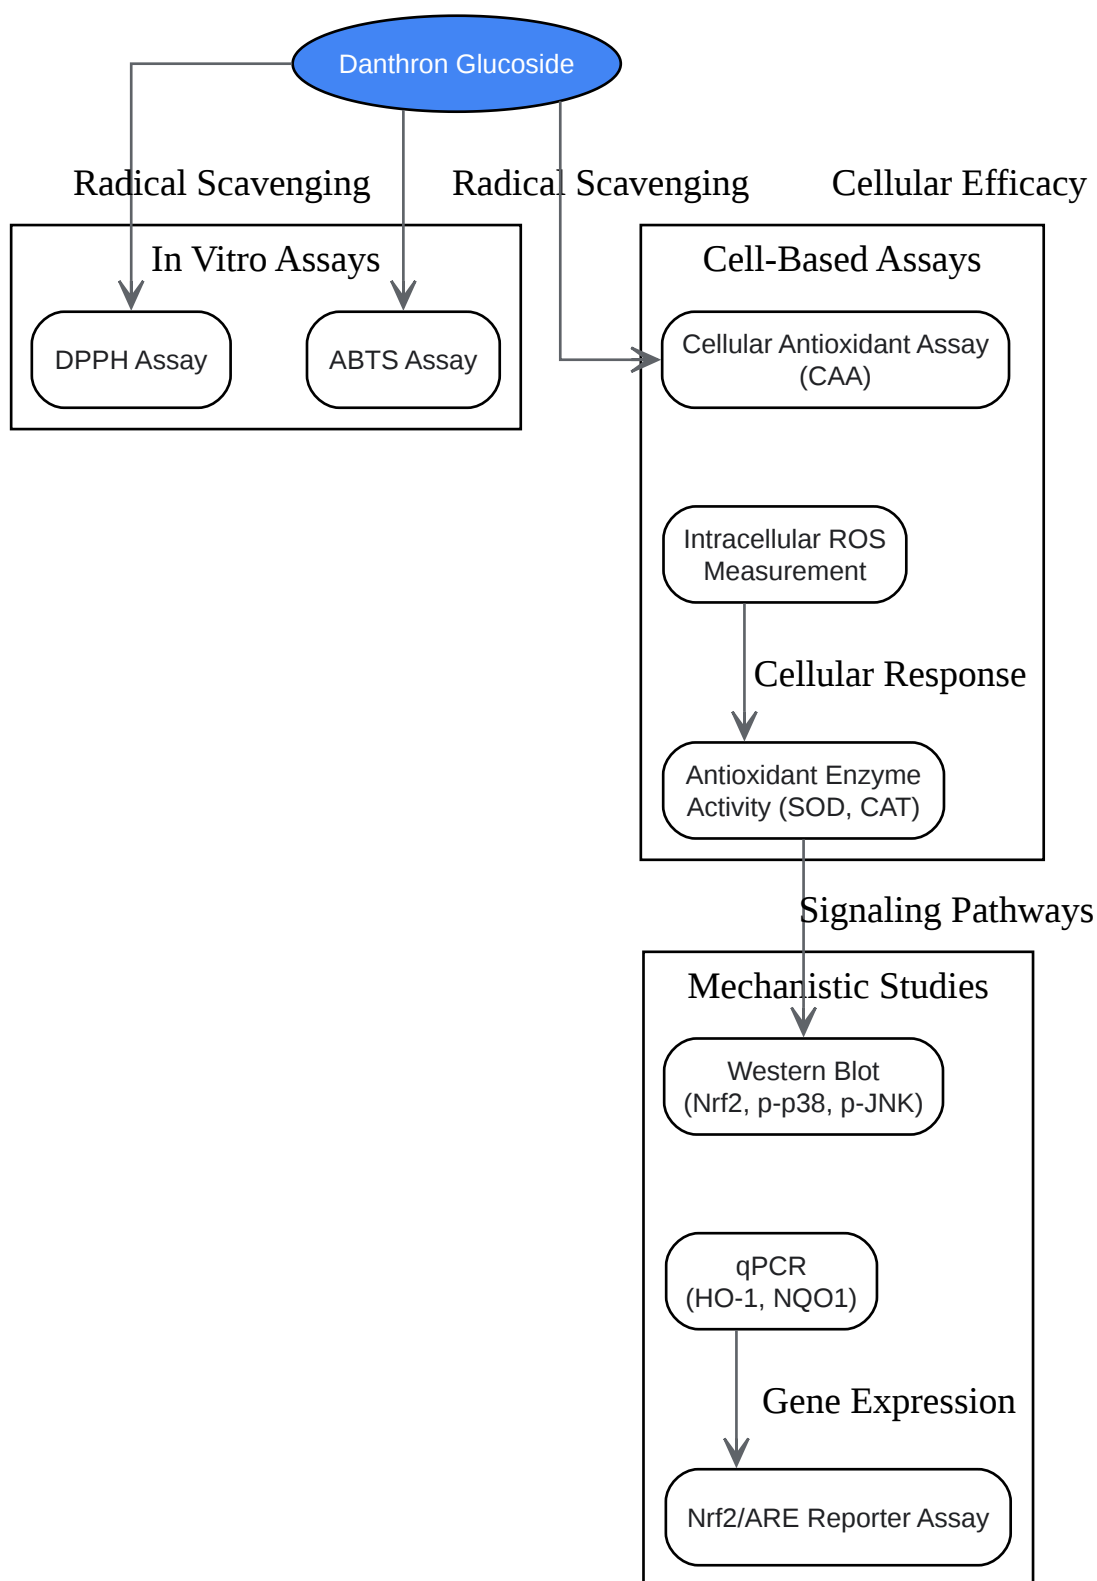 Danthron Glucoside
Radical Scavenging
Radical Scavenging
Cellular Efficacy
In Vitro Assays
Cell-Based Assays
DPPH Assay
ABTS Assay
Cellular Antioxidant Assay
(CAA)
Intracellular ROS
Measurement
Cellular Response
Antioxidant Enzyme
Activity (SOD, CAT)
Signaling Pathways
Mechanistic Studies
Western Blot
(Nrf2, p-p38, p-JNK)
qPCR
(HO-1, NQO1)
Gene Expression
Nrf2/ARE Reporter Assay